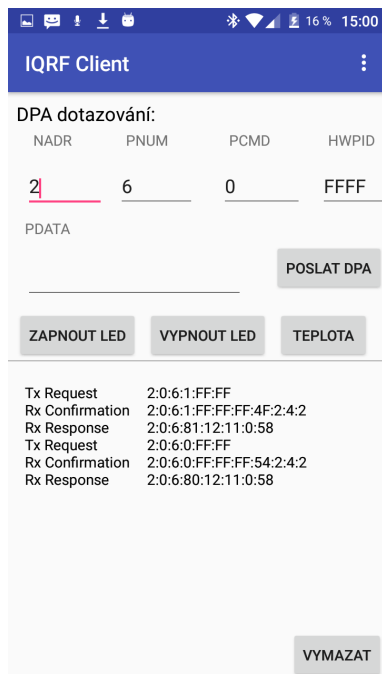 16 % 15:00
IQRF Client
DPA dotazování:
NADR PNUM PCMD HWPID
2 6 0 FFFF
PDATA
POSLAT DPA
ZAPNOUT LED VYPNOUT LED TEPLOTA
Tx Request 2:0:6:1:FF:FF
Rx Confirmation 2:0:6:1:FF:FF:FF:4F:2:4:2
Rx Response 2:0:6:81:12:11:0:58
Tx Request 2:0:6:0:FF:FF
Rx Confirmation 2:0:6:0:FF:FF:FF:54:2:4:2
Rx Response 2:0:6:80:12:11:0:58
VYMAZAT